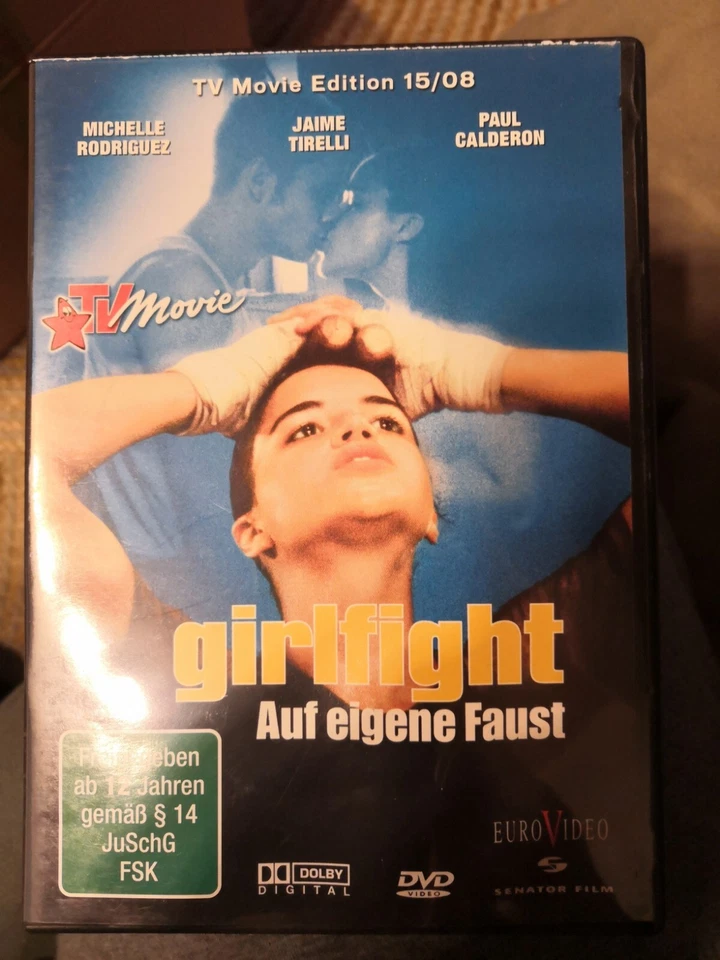 TV Movie Edition 15/08
MICHELLE
RODRIGUEZ
JAIME
TIRELLI
PAUL
CALDERON
TV Movie
girlfight
Auf eigene Faust
ab 12 Jahren
gemäß § 14
JuSchG
FSK
DOLBY
DIGITAL
DVD
VIDEO
EUROVIDEO
SENATOR FILM